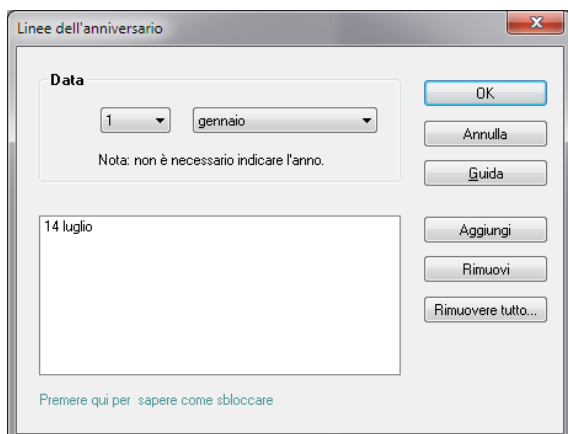 Linee dell'anniversario
Data
1 gennaio
Nota: non è necessario indicare l'anno.
OK
Annulla
Guida
14 luglio
Aggiungi
Rimuovi
Rimuovere tutto...
Premere qui per  sapere come sbloccare